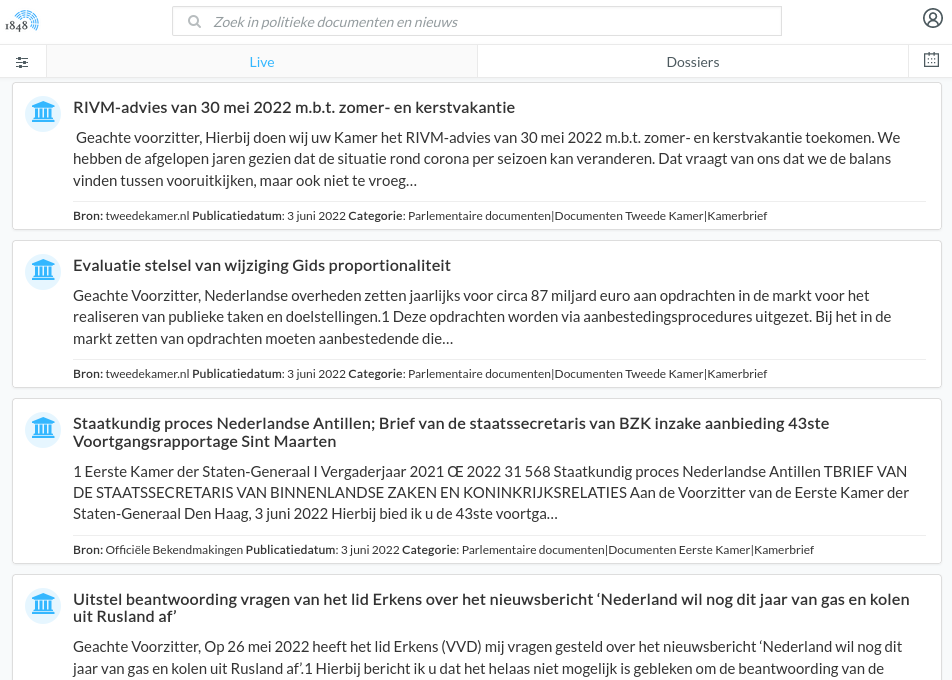 1848
Zoek in politieke documenten en nieuws
Live
Dossiers
RIVM-advies van 30 mei 2022 m.b.t. zomer- en kerstvakantie
Geachte voorzitter, Hierbij doen wij uw Kamer het RIVM-advies van 30 mei 2022 m.b.t. zomer- en kerstvakantie toekomen. We
hebben de afgelopen jaren gezien dat de situatie rond corona per seizoen kan veranderen. Dat vraagt van ons dat we de balans
vinden tussen vooruitkijken, maar ook niet te vroeg...
Bron: tweedekamer.nl Publicatiedatum: 3 juni 2022 Categorie: Parlementaire documenten|Documenten Tweede Kamer|Kamerbrief
Evaluatie stelsel van wijziging Gids proportionaliteit
Geachte Voorzitter, Nederlandse overheden zetten jaarlijks voor circa 87 miljard euro aan opdrachten in de markt voor het
realiseren van publieke taken en doelstellingen.1 Deze opdrachten worden via aanbestedingsprocedures uitgezet. Bij het in de
markt zetten van opdrachten moeten aanbestedende die...
Bron: tweedekamer.nl Publicatiedatum: 3 juni 2022 Categorie: Parlementaire documenten|Documenten Tweede Kamer|Kamerbrief
Staatkundig proces Nederlandse Antillen; Brief van de staatssecretaris van BZK inzake aanbieding 43ste
Voortgangsrapportage Sint Maarten
1 Eerste Kamer der Staten-Generaal I Vergaderjaar 2021 Œ 2022 31 568 Staatkundig proces Nederlandse Antillen TBRIEF VAN
DE STAATSSECRETARIS VAN BINNENLANDSE ZAKEN EN KONINKRIJKSRELATIES Aan de Voorzitter van de Eerste Kamer der
Staten-Generaal Den Haag, 3 juni 2022 Hierbij bied ik u de 43ste voortga...
Bron: Officiële Bekendmakingen Publicatiedatum: 3 juni 2022 Categorie: Parlementaire documenten|Documenten Eerste Kamer|Kamerbrief
Uitstel beantwoording vragen van het lid Erkens over het nieuwsbericht ‘Nederland wil nog dit jaar van gas en kolen
uit Rusland af’
Geachte Voorzitter, Op 26 mei 2022 heeft het lid Erkens (VVD) mij vragen gesteld over het nieuwsbericht ‘Nederland wil nog dit
jaar van gas en kolen uit Rusland af’.1 Hierbij bericht ik u dat het helaas niet mogelijk is gebleken om de beantwoording van de